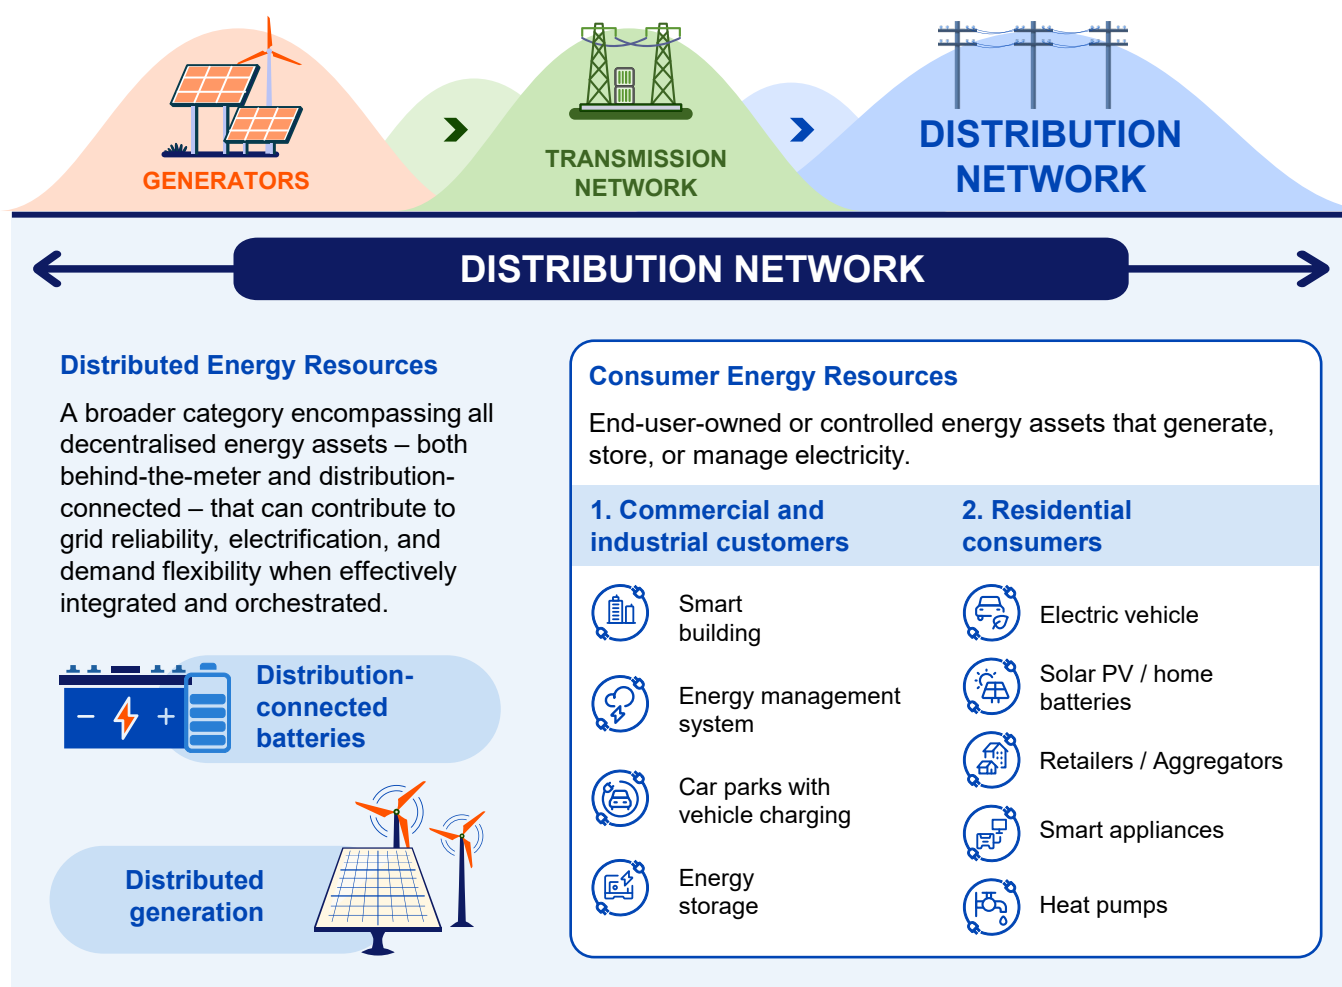 GENERATORS
TRANSMISSION
NETWORK
DISTRIBUTION
NETWORK
DISTRIBUTION NETWORK
Distributed Energy Resources
A broader category encompassing all
decentralised energy assets – both
behind-the-meter and distribution-
connected – that can contribute to
grid reliability, electrification, and
demand flexibility when effectively
integrated and orchestrated.
Distribution-
connected
batteries
Distributed
generation
Consumer Energy Resources
End-user-owned or controlled energy assets that generate,
store, or manage electricity.
1. Commercial and
industrial customers
Smart
building
Energy management
system
Car parks with
vehicle charging
Energy
storage
2. Residential
consumers
Electric vehicle
Solar PV / home
batteries
Retailers / Aggregators
Smart appliances
Heat pumps